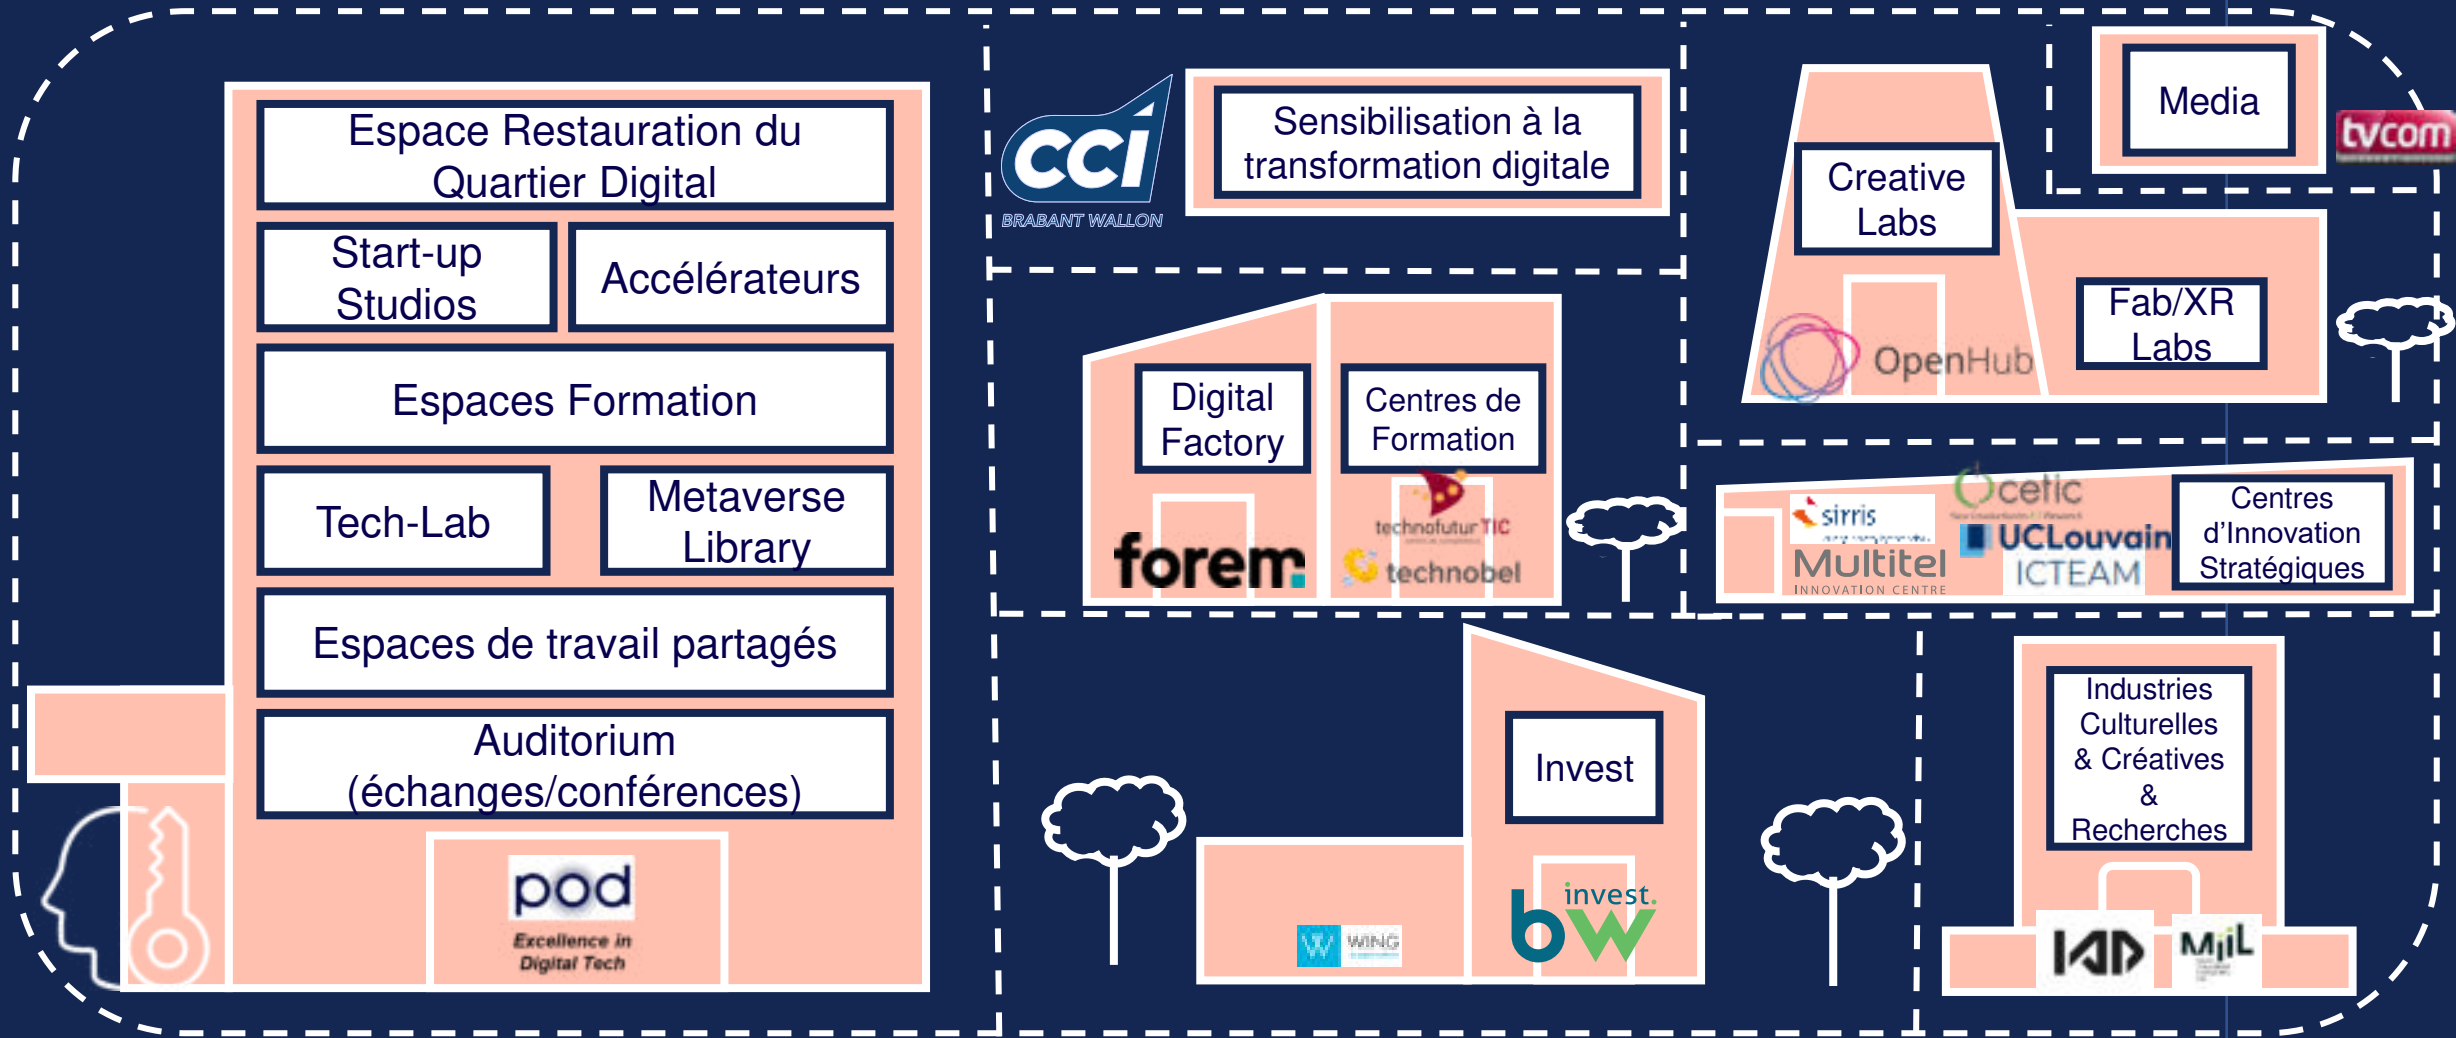 Espace Restauration du
Quartier Digital
Start-up
Studios
Accélérateurs
Espaces Formation
Tech-Lab
Metaverse
Library
Espaces de travail partagés
Auditorium
(échanges/conférences)
pod
Excellence in
Digital Tech
CCI
BRABANT WALLON
Sensibilisation à la
transformation digitale
Digital
Factory
forem
Centres de
Formation
technofuturTIC
technobel
Creative
Labs
OpenHub
Fab/XR
Labs
Media
tvcom
sirris
Multitel
INNOVATION CENTRE
cetic
UCLouvain
ICTEAM
Centres
d’Innovation
Stratégiques
Invest
WING
invest.
bw
Industries
Culturelles
& Créatives
&
Recherches
IAD
MiiL